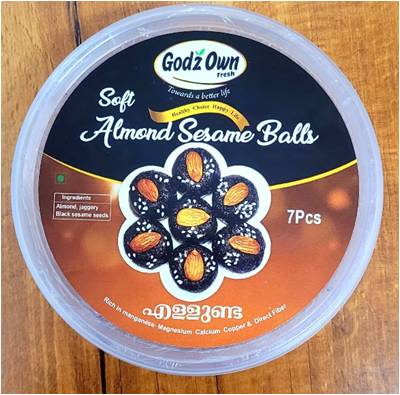 Godz Own
fresh
Towards a better life
Healthy Choice Happy Life
Soft
Almond Sesame Balls
Ingredients
Almond, jaggery
Black sesame seeds
7Pcs
എള്ളുണ്ട
Rich in manganese Magnesium Calcium Copper & Direct Fiber